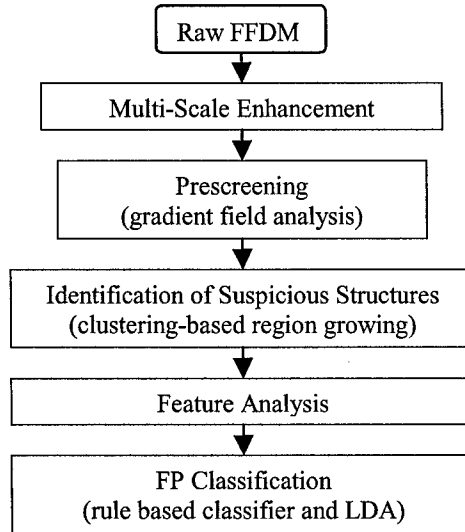 Raw FFDM
Multi-Scale Enhancement
Prescreening
(gradient field analysis)
Identification of Suspicious Structures
(clustering-based region growing)
Feature Analysis
FP Classification
(rule based classifier and LDA)